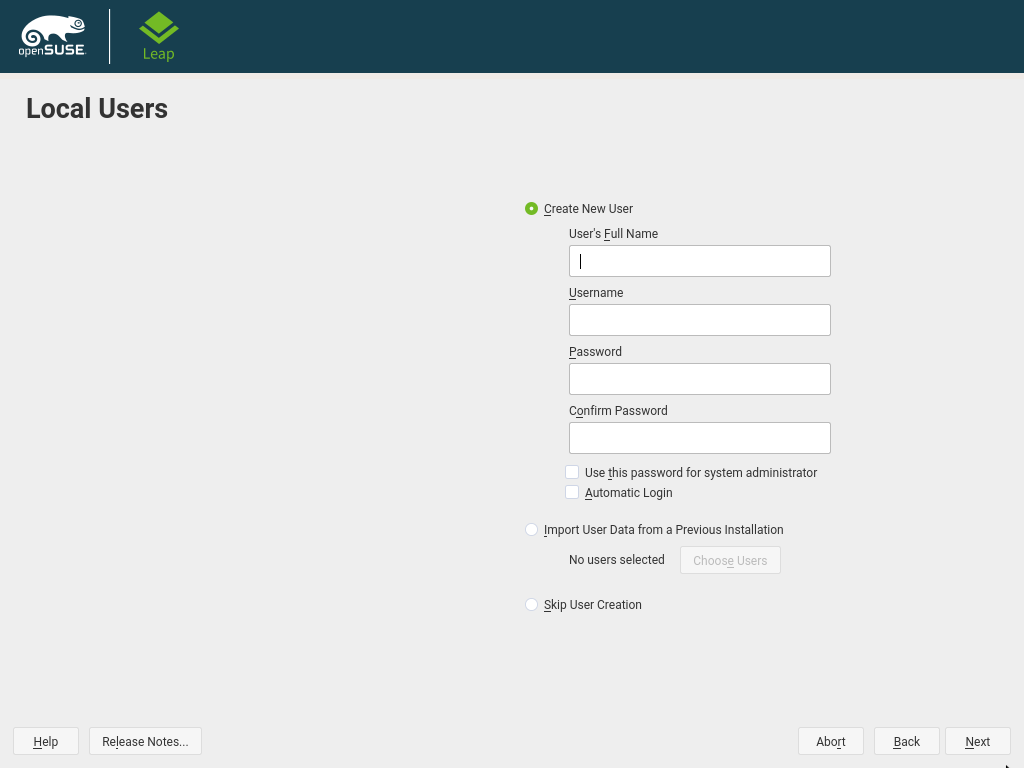 openSUSE
Leap
Local Users
Create New User
User's Full Name
Username
Password
Confirm Password
Use this password for system administrator
Automatic Login
Import User Data from a Previous Installation
No users selected Choose Users
Skip User Creation
Help Release Notes... Abort Back Next